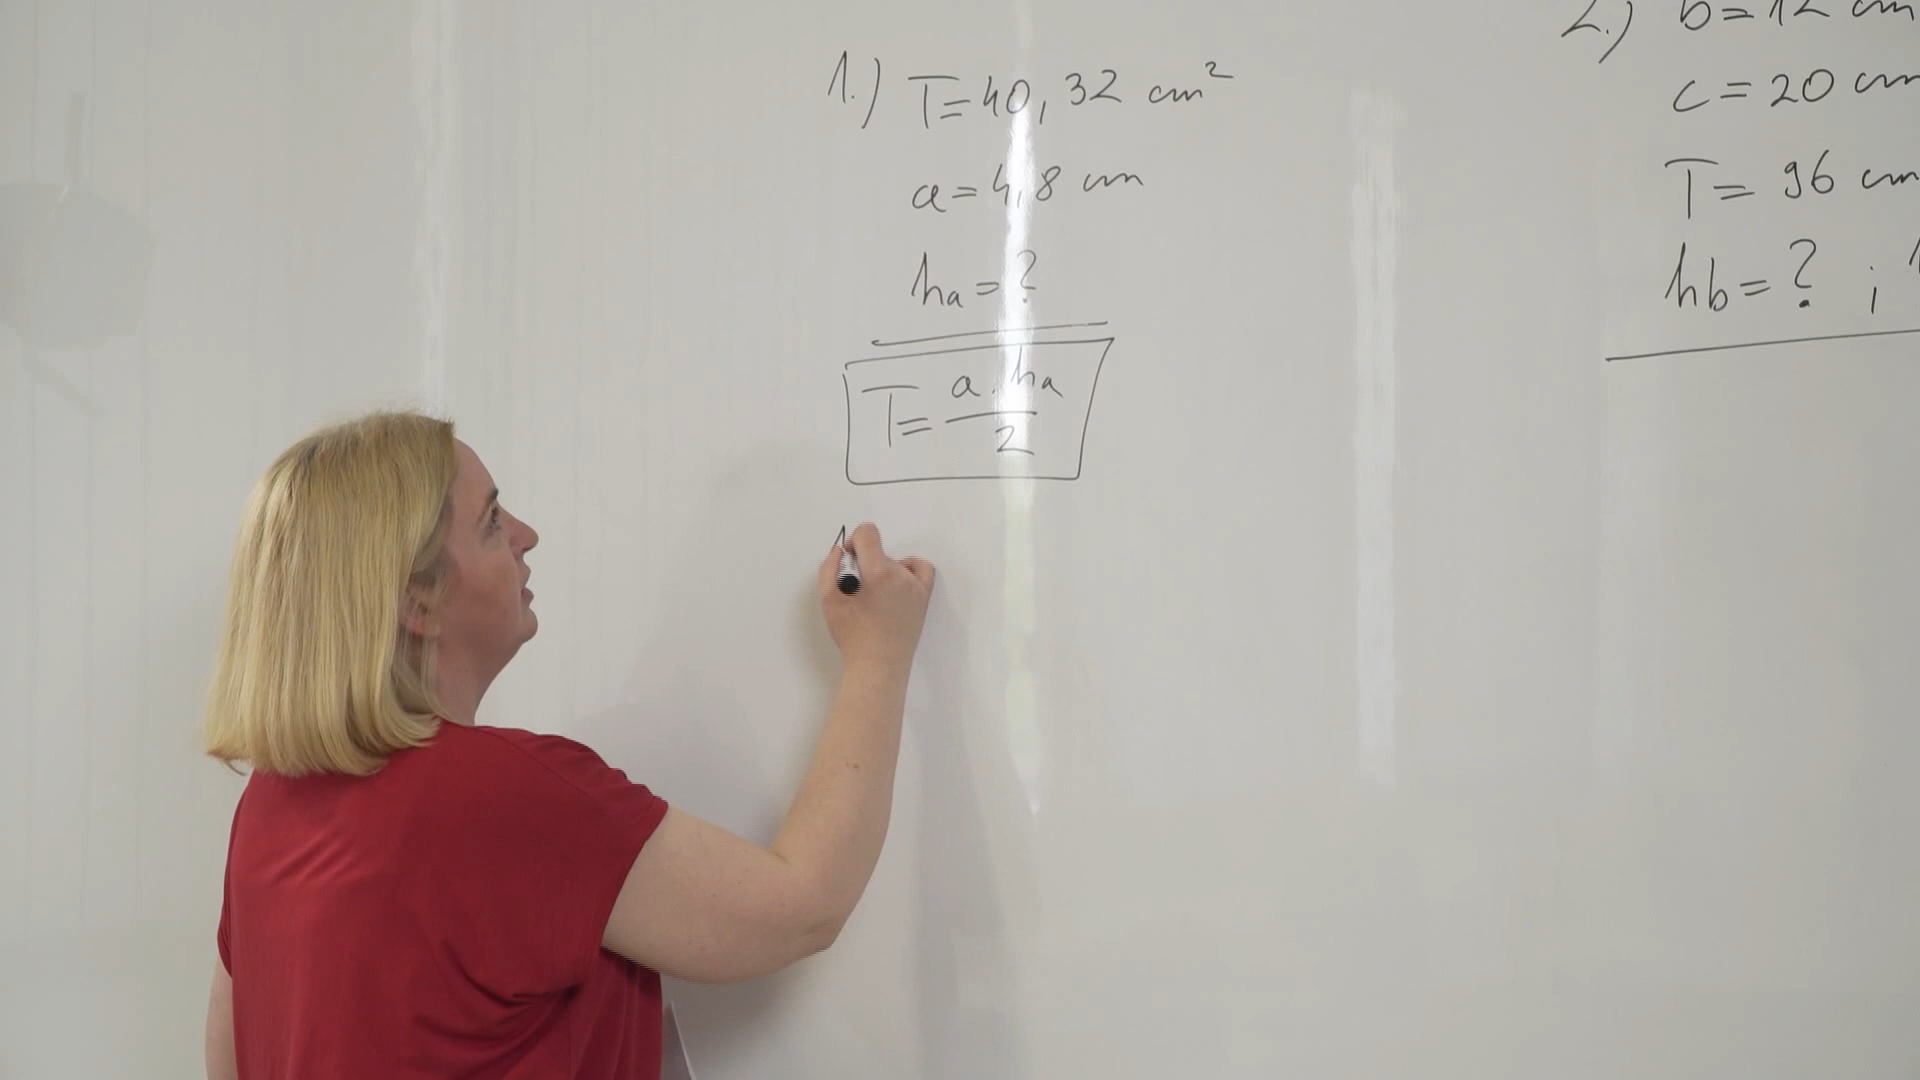 1.) T=40,32 cm²
a=4,8 cm
ha=?
T=a·ha/2
2.) b=12 cm
c=20 cm
T=96 cm
hb=? ;